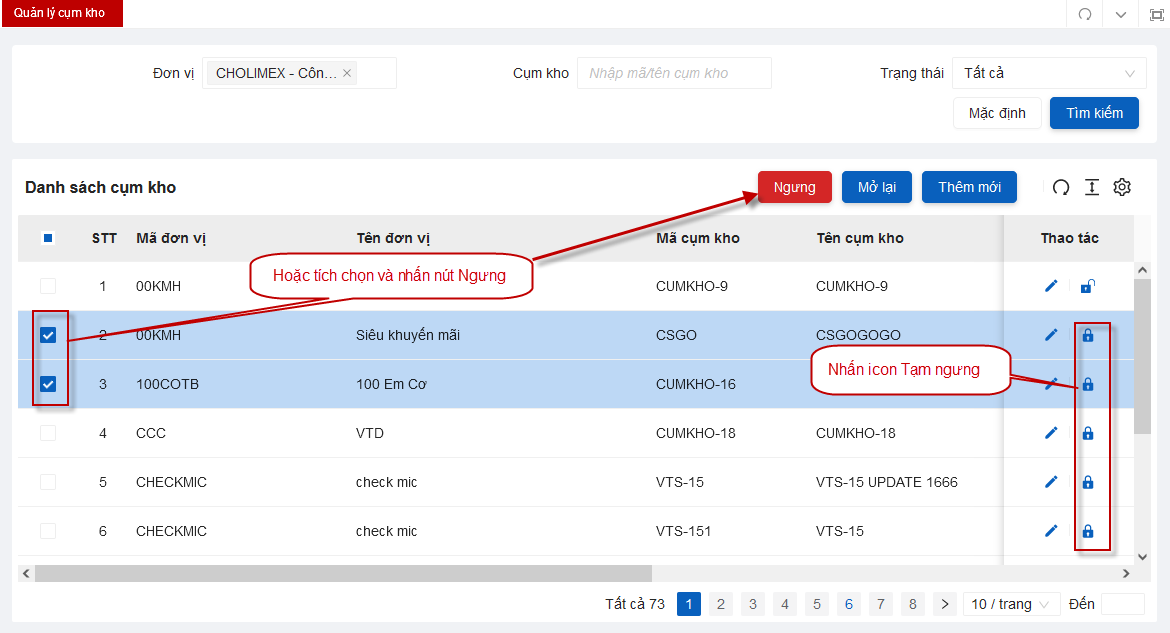 Quản lý cụm kho
Đơn vị CHOLIMEX - Côn... Cụm kho Nhập mã/tên cụm kho Trạng thái Tất cả
Mặc định Tìm kiếm
Danh sách cụm kho Ngưng Mở lại Thêm mới
STT Mã đơn vị Tên đơn vị Mã cụm kho Tên cụm kho Thao tác
Hoặc tích chọn và nhấn nút Ngưng
1 00KMH CUMKHO-9 CUMKHO-9
2 00KMH Siêu khuyến mãi CSGO CSGOGOGO
Nhấn icon Tạm ngưng
3 100COTB 100 Em Cơ CUMKHO-16
4 CCC VTD CUMKHO-18 CUMKHO-18
5 CHECKMIC check mic VTS-15 VTS-15 UPDATE 1666
6 CHECKMIC check mic VTS-151 VTS-15
Tất cả 73 1 2 3 4 5 6 7 8 10 / trang Đến